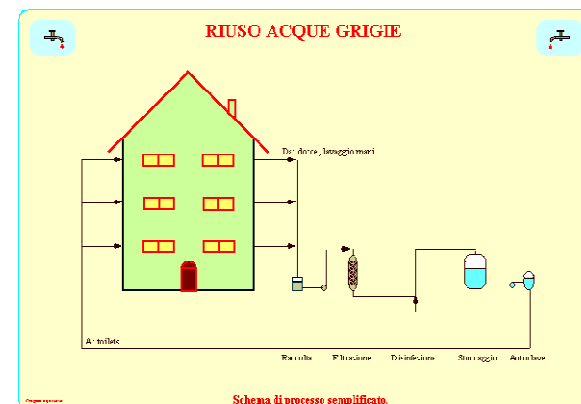 RIUSO ACQUE GRIGIE
Da: docce, lavaggio mani
A: toilets
Raccolta Filtrazione Disinfezione Stoccaggio Autoclave
Schema di processo semplificato.